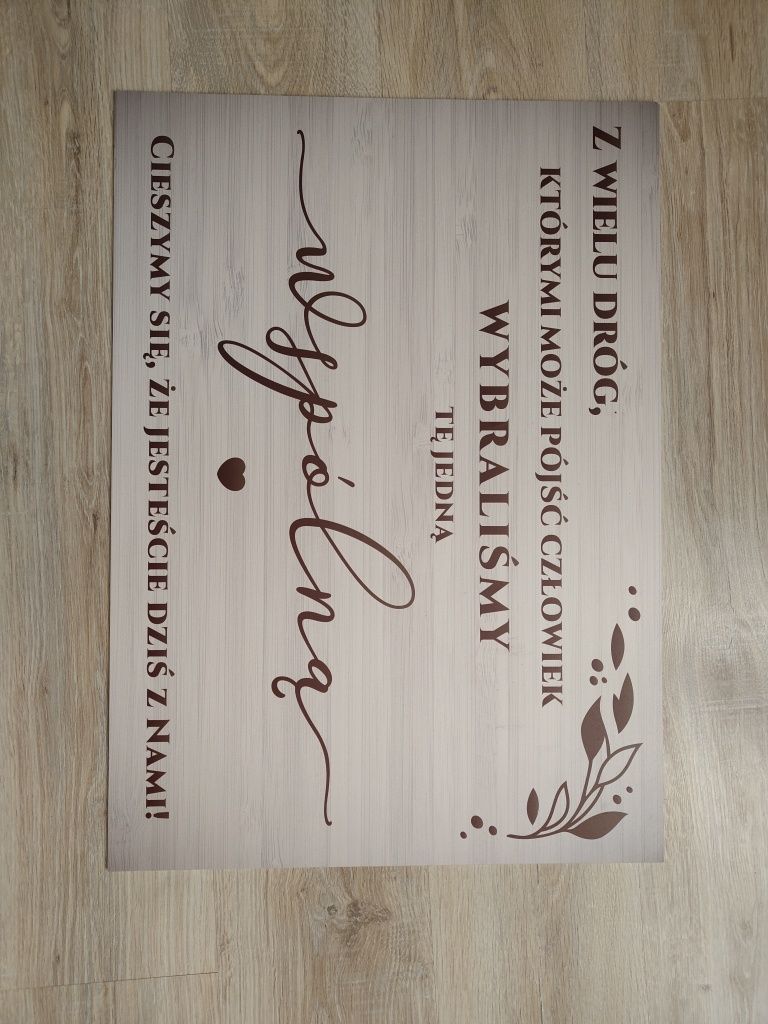 Z WIELU DRÓG,
KTÓRYMI MOŻE PÓJŚĆ CZŁOWIEK
WYBRALIŚMY
TĘ JEDNĄ
wspólną
CIESZYMY SIĘ, ŻE JESTEŚCIE DZIŚ Z NAMI!